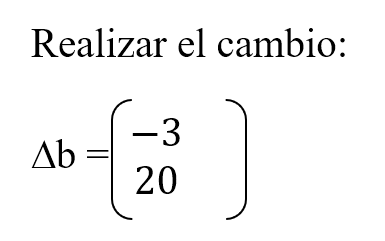 Realizar el cambio:
Δb = (−3
20)